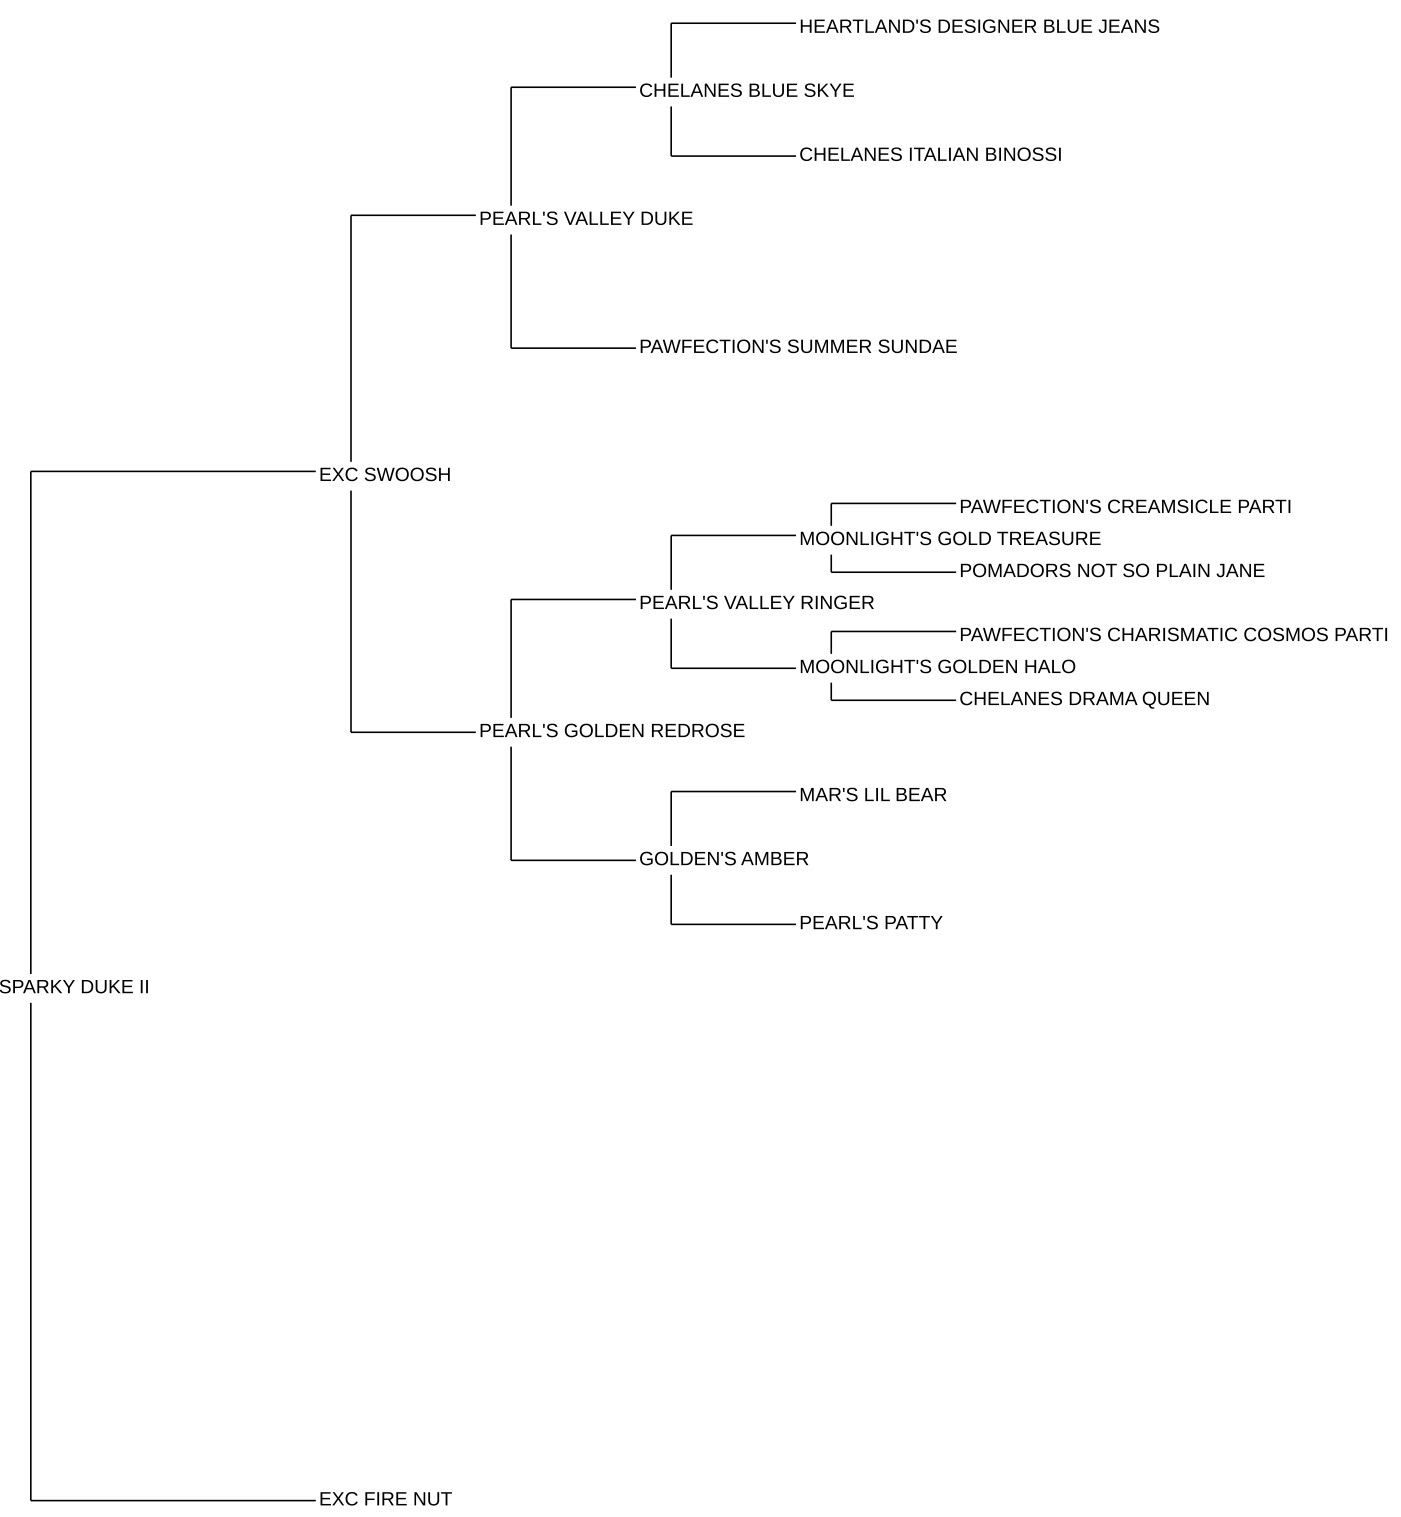 HEARTLAND'S DESIGNER BLUE JEANS
CHELANES BLUE SKYE
CHELANES ITALIAN BINOSSI
PEARL'S VALLEY DUKE
PAWFECTION'S SUMMER SUNDAE
EXC SWOOSH
PAWFECTION'S CREAMSICLE PARTI
MOONLIGHT'S GOLD TREASURE
POMADORS NOT SO PLAIN JANE
PEARL'S VALLEY RINGER
PAWFECTION'S CHARISMATIC COSMOS PARTI
MOONLIGHT'S GOLDEN HALO
CHELANES DRAMA QUEEN
PEARL'S GOLDEN REDROSE
MAR'S LIL BEAR
GOLDEN'S AMBER
PEARL'S PATTY
SPARKY DUKE II
EXC FIRE NUT